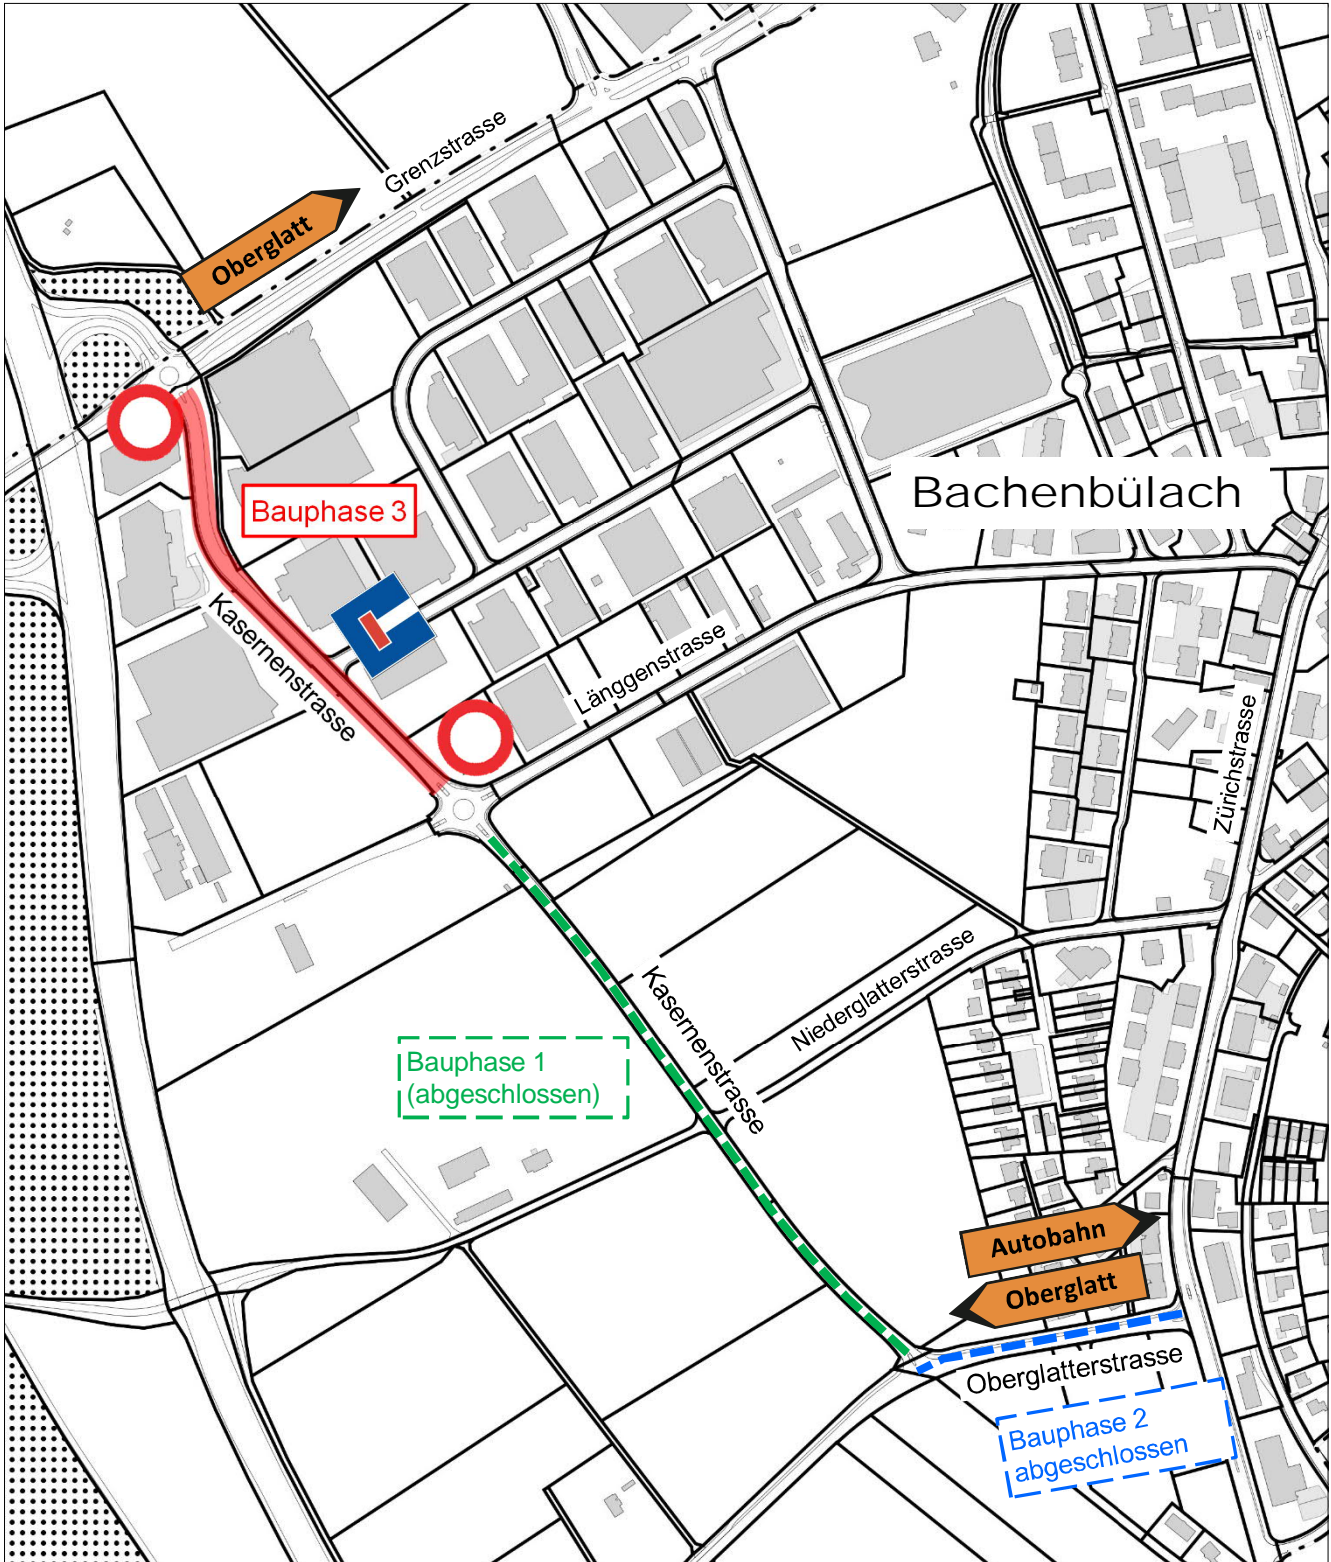 Grenzstrasse
Oberglatt
Bachenbülach
Bauphase 3
Kasernenstrasse
Länggenstrasse
Zürichstrasse
Niederglatterstrasse
Kasernenstrasse
Bauphase 1
(abgeschlossen)
Autobahn
Oberglatt
Oberglatterstrasse
Bauphase 2
abgeschlossen